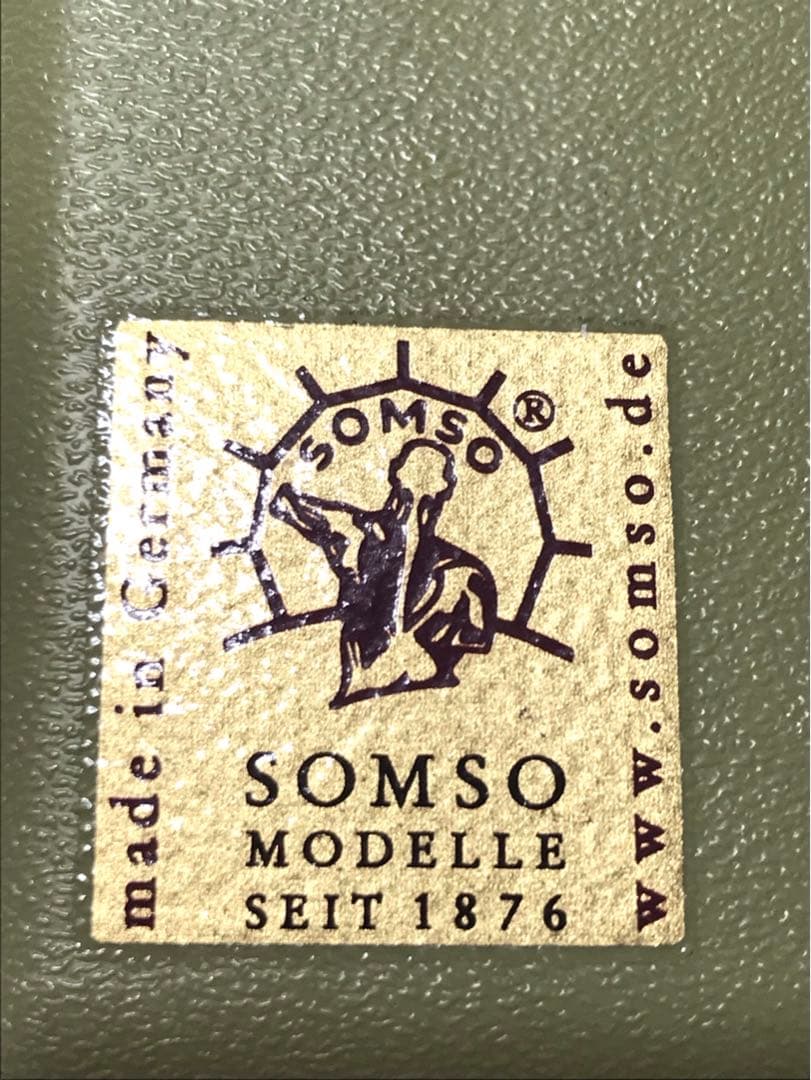 SOMSO
®
made in Germany
www.somso.de
SOMSO
MODELLE
SEIT 1876